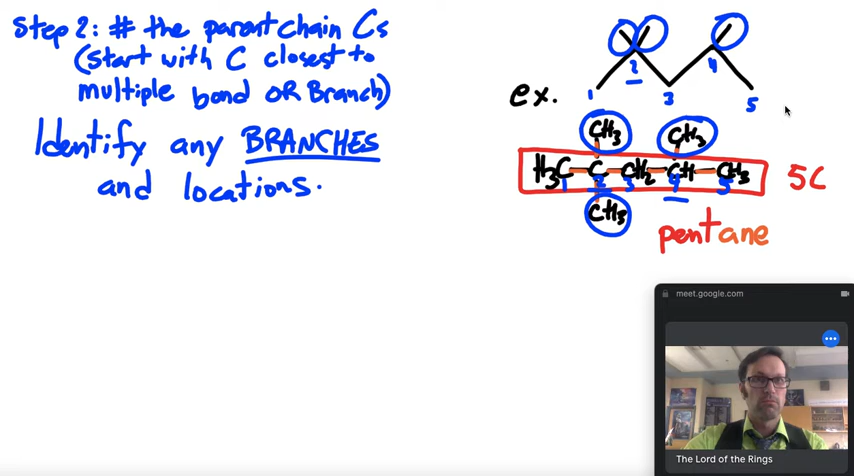 Step 2: # the parent chain Cs
(start with C closest to
multiple bond OR Branch)
Identify any BRANCHES
and locations.
ex.
1 2 3 4 5
CH3 CH3
H3C-C-CH2-CH-CH3
1 2 3 4 5
CH3
5C
pentane
meet.google.com
The Lord of the Rings